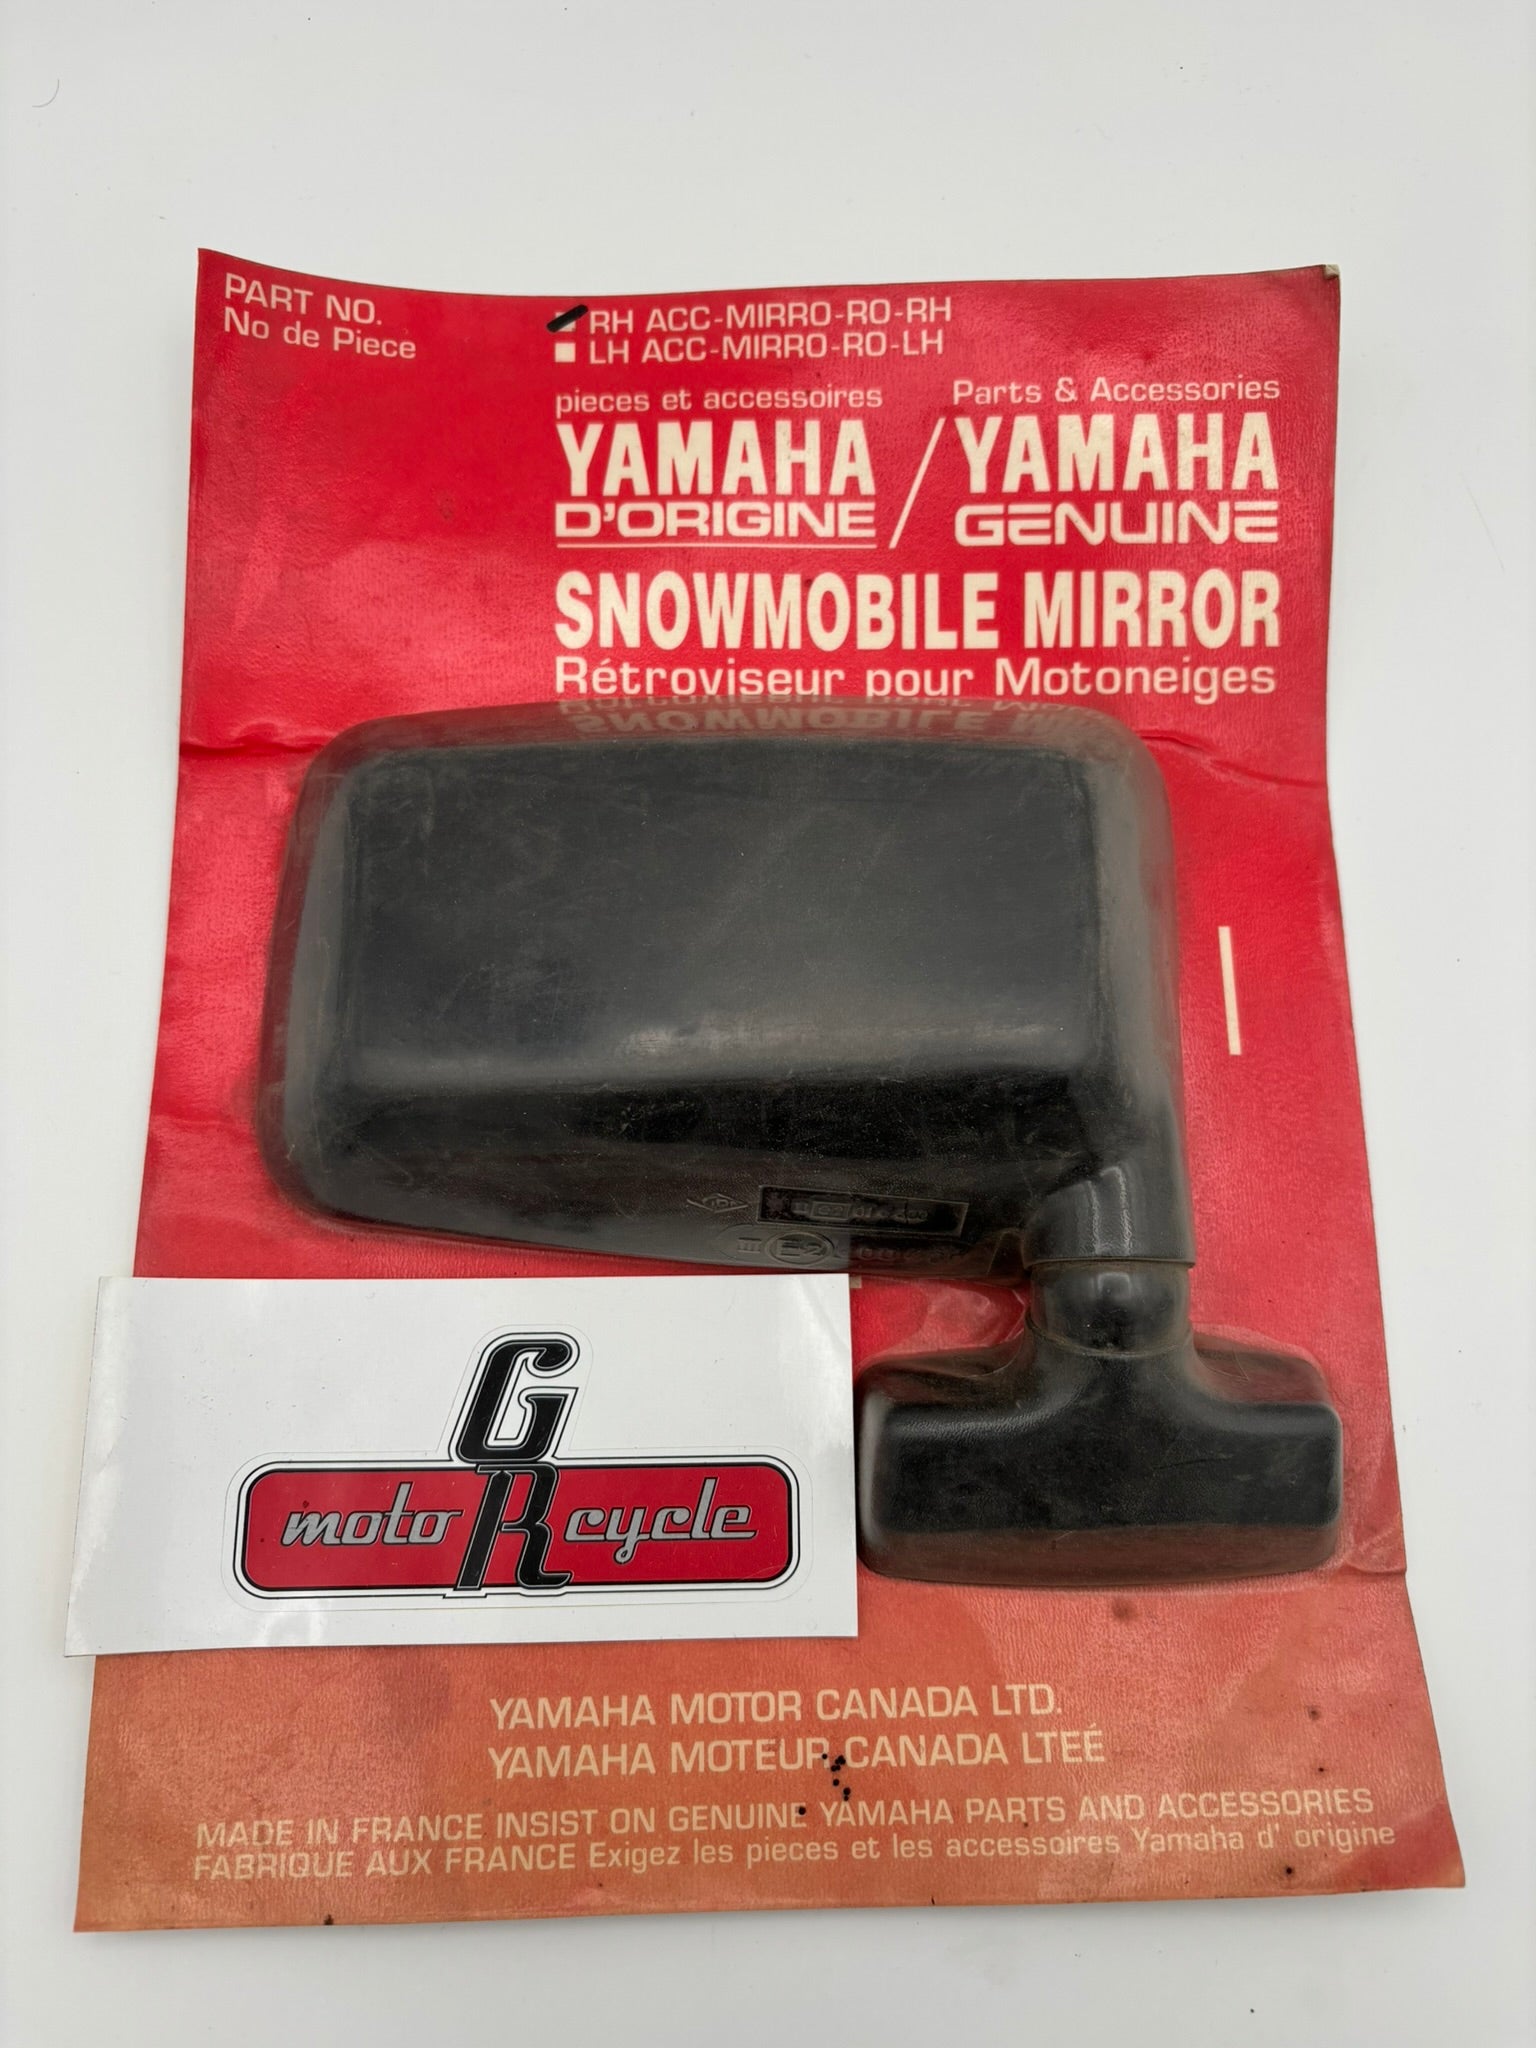 PART NO.
No de Piece
RH ACC-MIRRO-RO-RH
LH ACC-MIRRO-RO-LH
pieces et accessoires
YAMAHA
D'ORIGINE
Parts & Accessories
YAMAHA
GENUINE
SNOWMOBILE MIRROR
Rétroviseur pour Motoneiges
GR
motorcycle
YAMAHA MOTOR CANADA LTD.
YAMAHA MOTEUR CANADA LTEÉ
MADE IN FRANCE INSIST ON GENUINE YAMAHA PARTS AND ACCESSORIES
FABRIQUE AUX FRANCE Exigez les pieces et les accessoires Yamaha d' origine